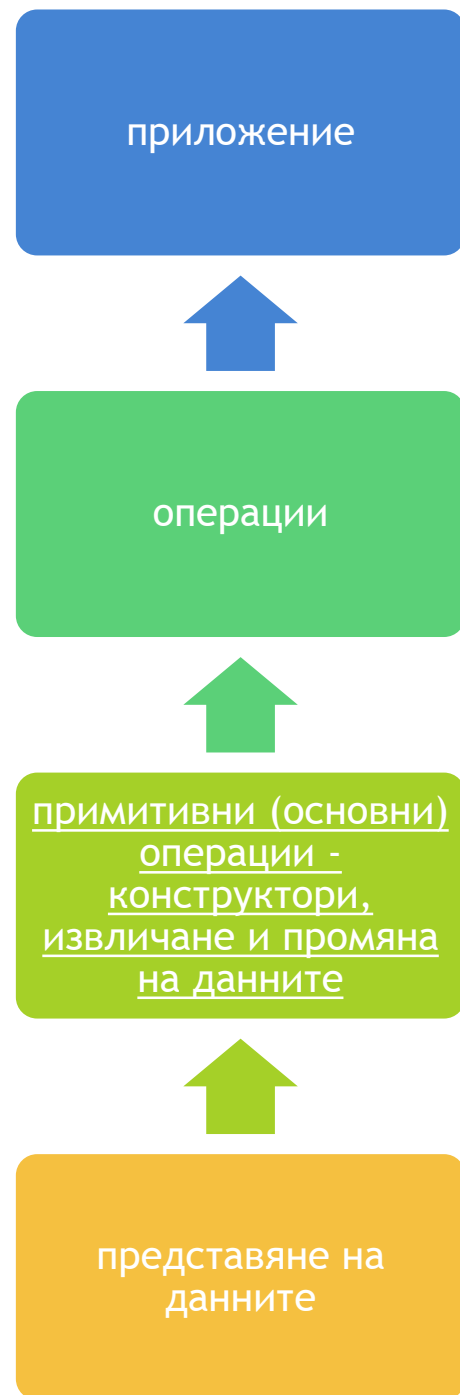 приложение
операции
примитивни (основни)
операции -
конструктори,
извличане и промяна
на данните
представяне на
данните